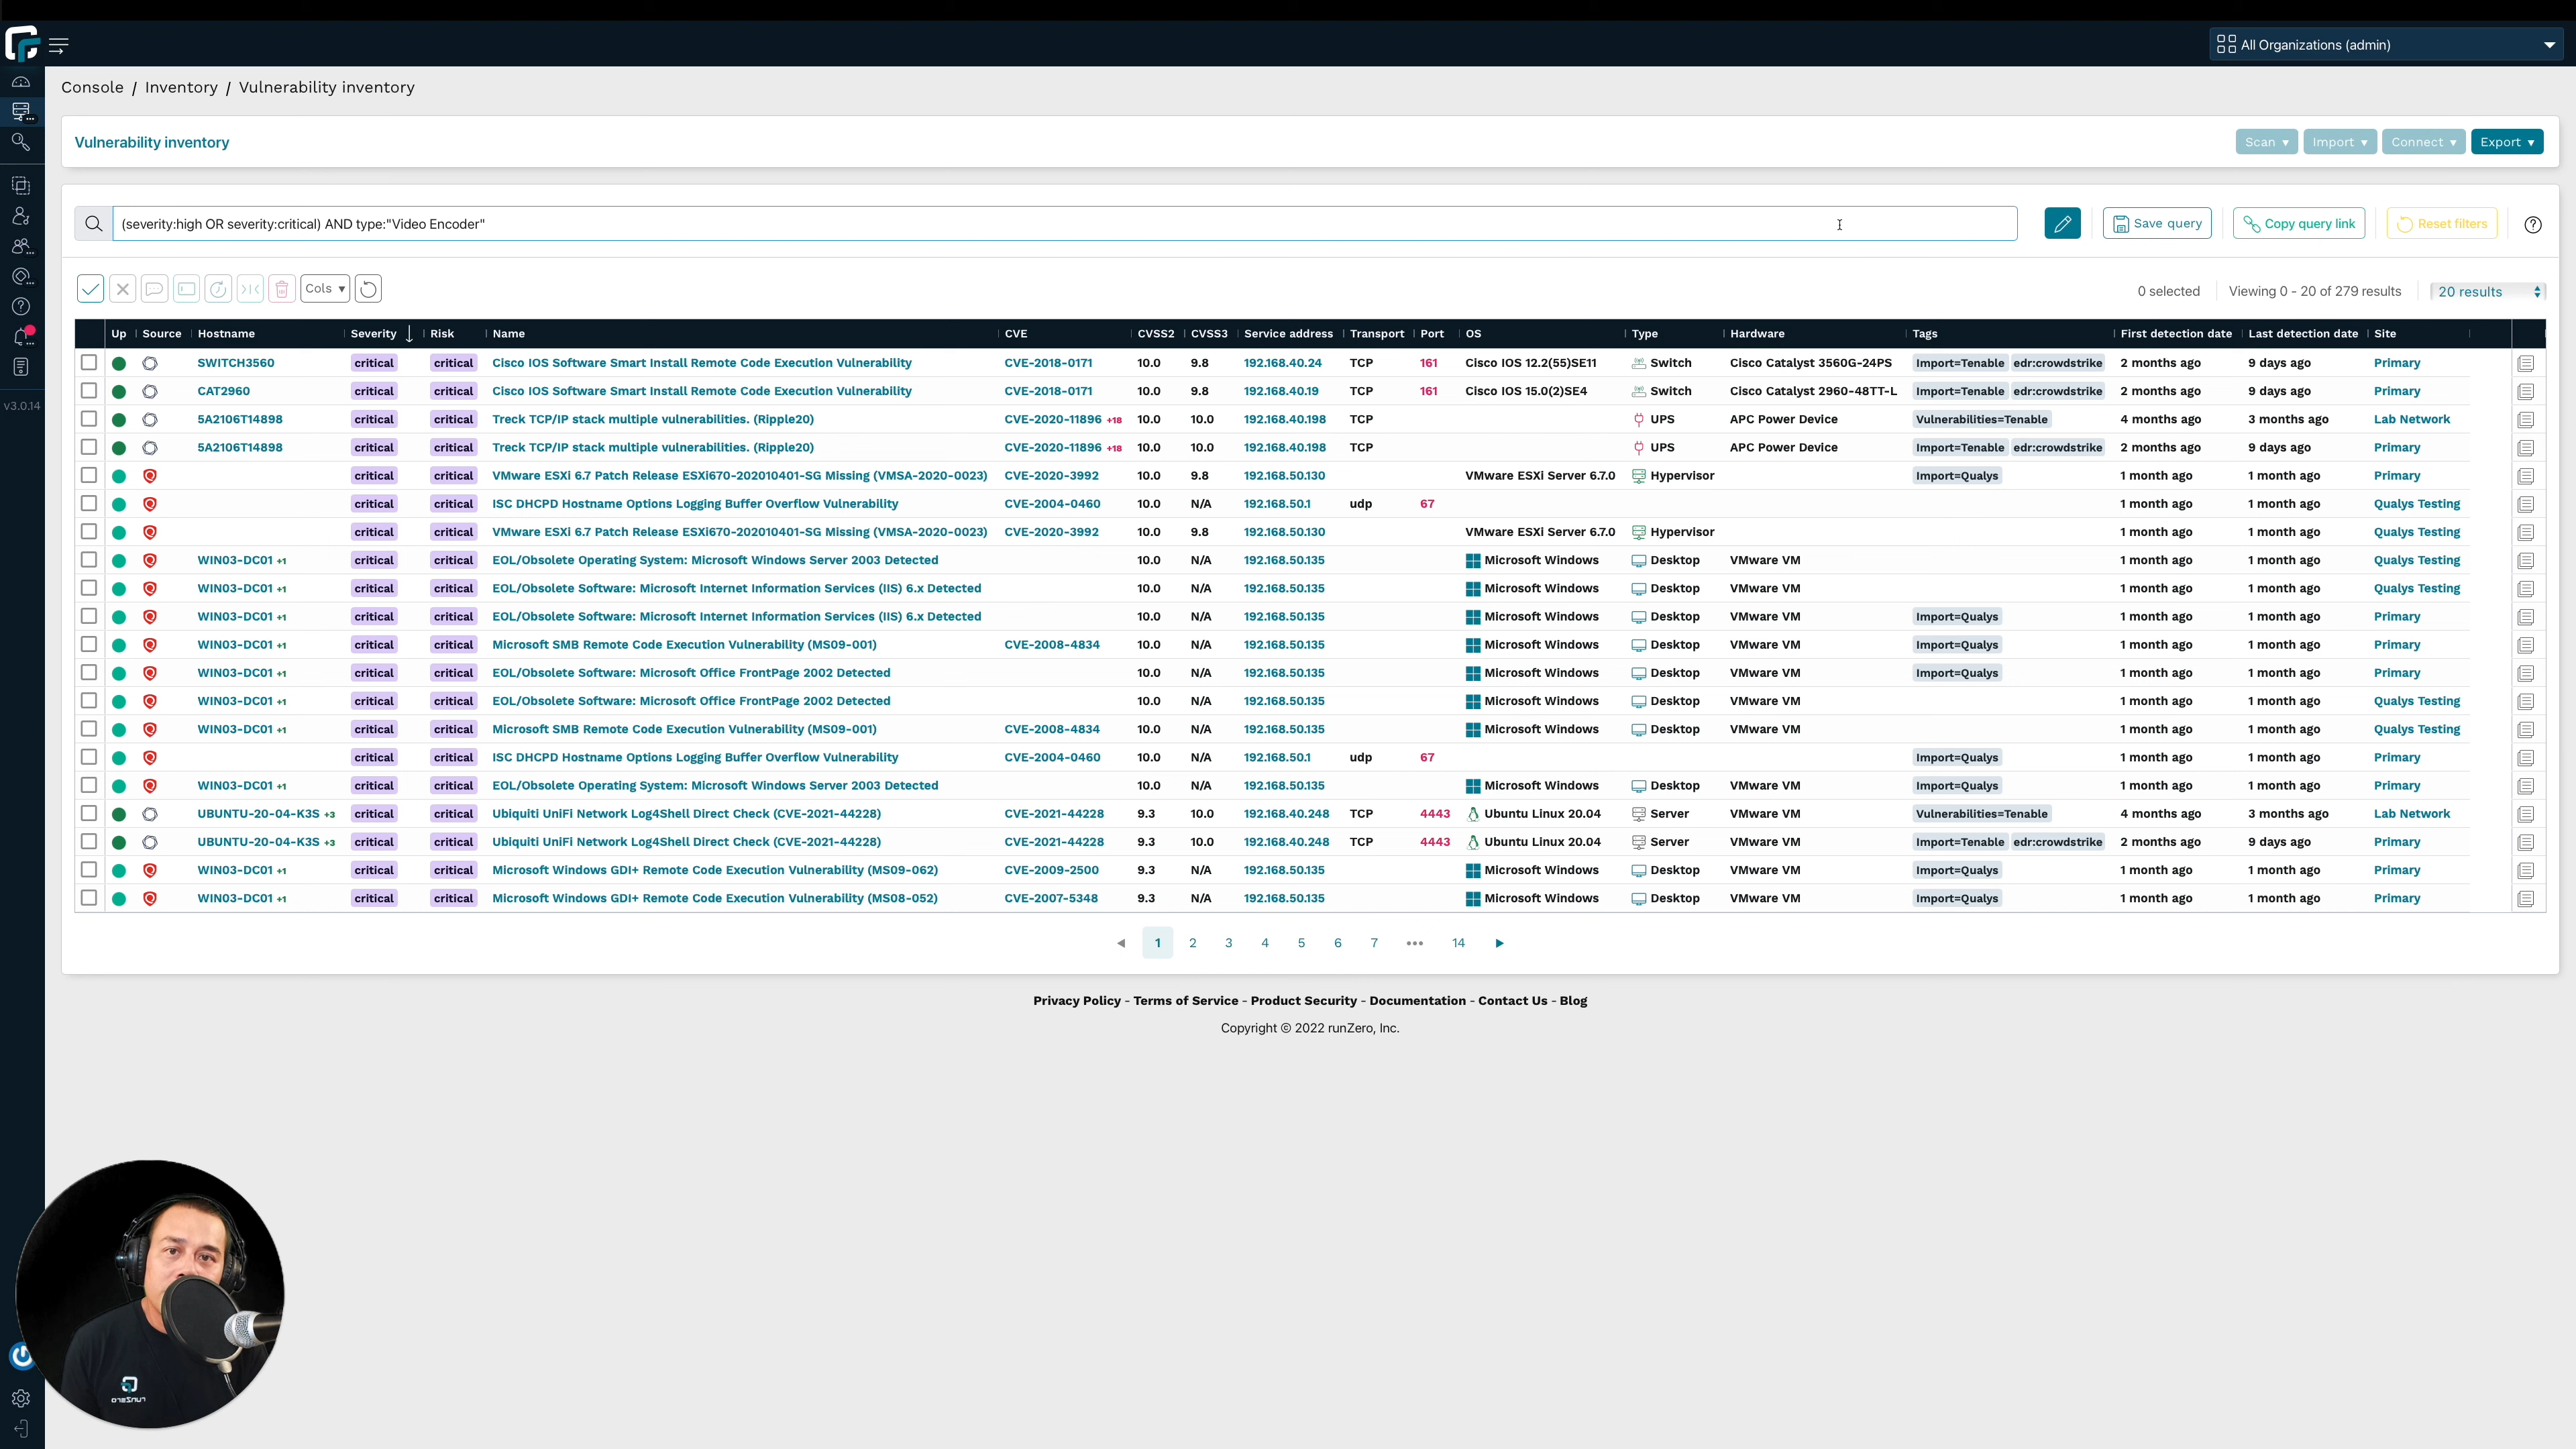 All Organizations (admin)
Console / Inventory / Vulnerability inventory
Vulnerability inventory
Scan Import Connect Export
(severity:high OR severity:critical) AND type:"Video Encoder"
Save query Copy query link Reset filters
Cols
0 selected Viewing 0 - 20 of 279 results 20 results
Up Source Hostname Severity Risk Name CVE CVSS2 CVSS3 Service address Transport Port OS Type Hardware Tags First detection date Last detection date Site
SWITCH3560 critical critical Cisco IOS Software Smart Install Remote Code Execution Vulnerability CVE-2018-0171 10.0 9.8 192.168.40.24 TCP 161 Cisco IOS 12.2(55)SE11 Switch Cisco Catalyst 3560G-24PS Import=Tenable edr:crowdstrike 2 months ago 9 days ago Primary
CAT2960 critical critical Cisco IOS Software Smart Install Remote Code Execution Vulnerability CVE-2018-0171 10.0 9.8 192.168.40.19 TCP 161 Cisco IOS 15.0(2)SE4 Switch Cisco Catalyst 2960-48TT-L Import=Tenable edr:crowdstrike 2 months ago 9 days ago Primary
5A2106T14898 critical critical Treck TCP/IP stack multiple vulnerabilities. (Ripple20) CVE-2020-11896 +18 10.0 10.0 192.168.40.198 TCP UPS APC Power Device Vulnerabilities=Tenable 4 months ago 3 months ago Lab Network
5A2106T14898 critical critical Treck TCP/IP stack multiple vulnerabilities. (Ripple20) CVE-2020-11896 +18 10.0 10.0 192.168.40.198 TCP UPS APC Power Device Import=Tenable edr:crowdstrike 2 months ago 9 days ago Primary
critical critical VMware ESXi 6.7 Patch Release ESXi670-202010401-SG Missing (VMSA-2020-0023) CVE-2020-3992 10.0 9.8 192.168.50.130 VMware ESXi Server 6.7.0 Hypervisor Import=Qualys 1 month ago 1 month ago Primary
critical critical ISC DHCPD Hostname Options Logging Buffer Overflow Vulnerability CVE-2004-0460 10.0 N/A 192.168.50.1 udp 67 1 month ago 1 month ago Qualys Testing
critical critical VMware ESXi 6.7 Patch Release ESXi670-202010401-SG Missing (VMSA-2020-0023) CVE-2020-3992 10.0 9.8 192.168.50.130 VMware ESXi Server 6.7.0 Hypervisor 1 month ago 1 month ago Qualys Testing
WIN03-DC01 +1 critical critical EOL/Obsolete Operating System: Microsoft Windows Server 2003 Detected 10.0 N/A 192.168.50.135 Microsoft Windows Desktop VMware VM 1 month ago 1 month ago Qualys Testing
WIN03-DC01 +1 critical critical EOL/Obsolete Software: Microsoft Internet Information Services (IIS) 6.x Detected 10.0 N/A 192.168.50.135 Microsoft Windows Desktop VMware VM 1 month ago 1 month ago Qualys Testing
WIN03-DC01 +1 critical critical EOL/Obsolete Software: Microsoft Internet Information Services (IIS) 6.x Detected 10.0 N/A 192.168.50.135 Microsoft Windows Desktop VMware VM Import=Qualys 1 month ago 1 month ago Primary
WIN03-DC01 +1 critical critical Microsoft SMB Remote Code Execution Vulnerability (MS09-001) CVE-2008-4834 10.0 N/A 192.168.50.135 Microsoft Windows Desktop VMware VM Import=Qualys 1 month ago 1 month ago Primary
WIN03-DC01 +1 critical critical EOL/Obsolete Software: Microsoft Office FrontPage 2002 Detected 10.0 N/A 192.168.50.135 Microsoft Windows Desktop VMware VM Import=Qualys 1 month ago 1 month ago Primary
WIN03-DC01 +1 critical critical EOL/Obsolete Software: Microsoft Office FrontPage 2002 Detected 10.0 N/A 192.168.50.135 Microsoft Windows Desktop VMware VM 1 month ago 1 month ago Qualys Testing
WIN03-DC01 +1 critical critical Microsoft SMB Remote Code Execution Vulnerability (MS09-001) CVE-2008-4834 10.0 N/A 192.168.50.135 Microsoft Windows Desktop VMware VM 1 month ago 1 month ago Qualys Testing
critical critical ISC DHCPD Hostname Options Logging Buffer Overflow Vulnerability CVE-2004-0460 10.0 N/A 192.168.50.1 udp 67 Import=Qualys 1 month ago 1 month ago Primary
WIN03-DC01 +1 critical critical EOL/Obsolete Operating System: Microsoft Windows Server 2003 Detected 10.0 N/A 192.168.50.135 Microsoft Windows Desktop VMware VM Import=Qualys 1 month ago 1 month ago Primary
UBUNTU-20-04-K3S +3 critical critical Ubiquiti UniFi Network Log4Shell Direct Check (CVE-2021-44228) CVE-2021-44228 9.3 10.0 192.168.40.248 TCP 4443 Ubuntu Linux 20.04 Server VMware VM Vulnerabilities=Tenable 4 months ago 3 months ago Lab Network
UBUNTU-20-04-K3S +3 critical critical Ubiquiti UniFi Network Log4Shell Direct Check (CVE-2021-44228) CVE-2021-44228 9.3 10.0 192.168.40.248 TCP 4443 Ubuntu Linux 20.04 Server VMware VM Import=Tenable edr:crowdstrike 2 months ago 9 days ago Primary
WIN03-DC01 +1 critical critical Microsoft Windows GDI+ Remote Code Execution Vulnerability (MS09-062) CVE-2009-2500 9.3 N/A 192.168.50.135 Microsoft Windows Desktop VMware VM Import=Qualys 1 month ago 1 month ago Primary
WIN03-DC01 +1 critical critical Microsoft Windows GDI+ Remote Code Execution Vulnerability (MS08-052) CVE-2007-5348 9.3 N/A 192.168.50.135 Microsoft Windows Desktop VMware VM Import=Qualys 1 month ago 1 month ago Primary
v3.0.14
1 2 3 4 5 6 7 ••• 14
Privacy Policy - Terms of Service - Product Security - Documentation - Contact Us - Blog
Copyright © 2022 runZero, Inc.